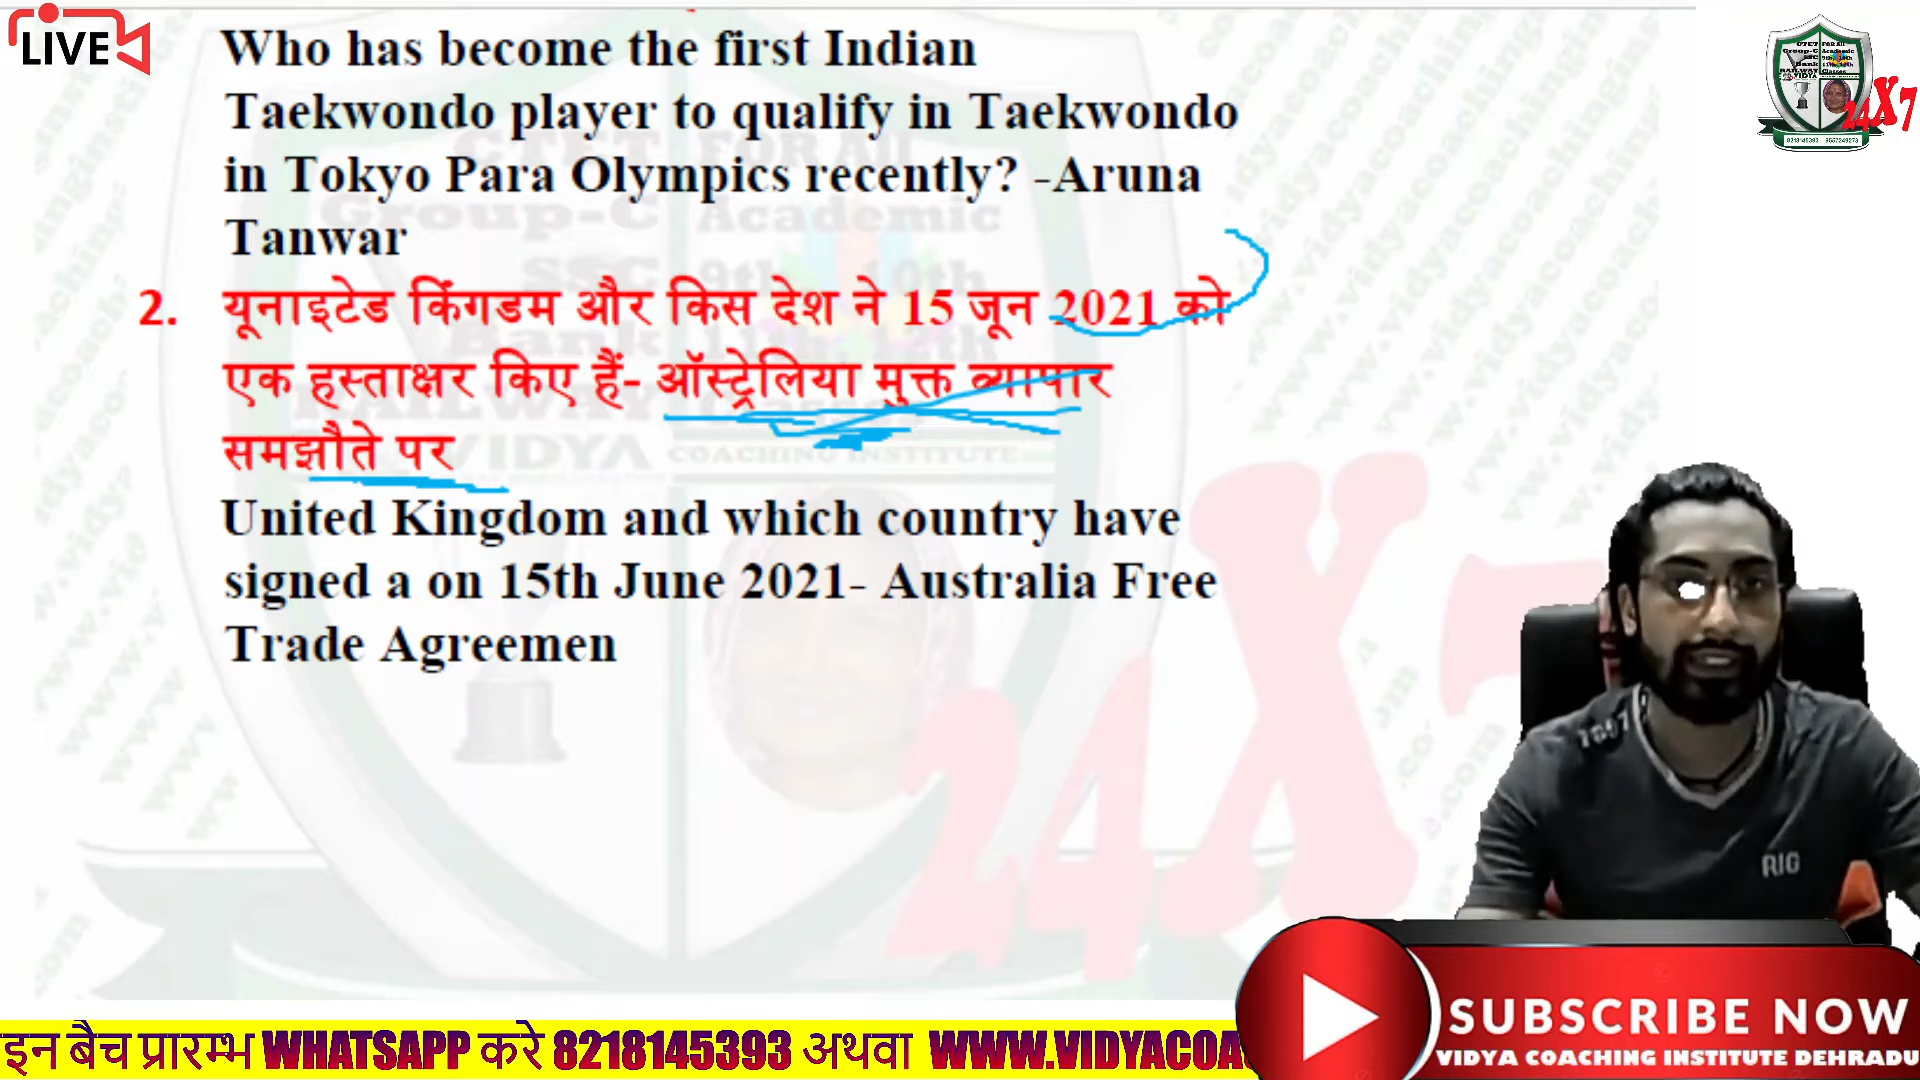 LIVE
Who has become the first Indian
Taekwondo player to qualify in Taekwondo
in Tokyo Para Olympics recently? -Aruna
Tanwar
2. यूनाइटेड किंगडम और किस देश ने 15 जून 2021 को
एक हस्ताक्षर किए हैं- ऑस्ट्रेलिया मुक्त व्यापार
समझौते पर
United Kingdom and which country have
signed a on 15th June 2021- Australia Free
Trade Agreemen
24X7
RIG
SUBSCRIBE NOW
VIDYA COACHING INSTITUTE DEHRADU
इन बैच प्रारम्भ WHATSAPP करे 8218145393 अथवा WWW.VIDYACOA